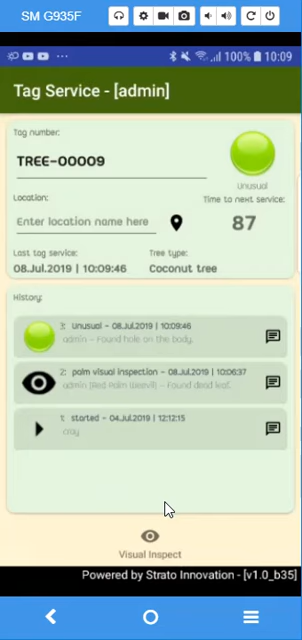 SM G935F
100% 10:09
Tag Service - [admin]
Tag number:
TREE-00009
Unusual
Location:
Time to next service:
Enter location name here
87
Last tag service:
Tree type:
08.Jul.2019 | 10:09:46
Coconut tree
History:
3: Unusual - 08.Jul.2019 | 10:09:46
admin - Found hole on the body.
2: palm visual inspection - 08.Jul.2019 | 10:06:37
admin [Red Palm Weevil] - Found dead leaf.
1: started - 04.Jul.2019 | 12:12:15
Visual Inspect
Powered by Strato Innovation - [v1.0_b35]